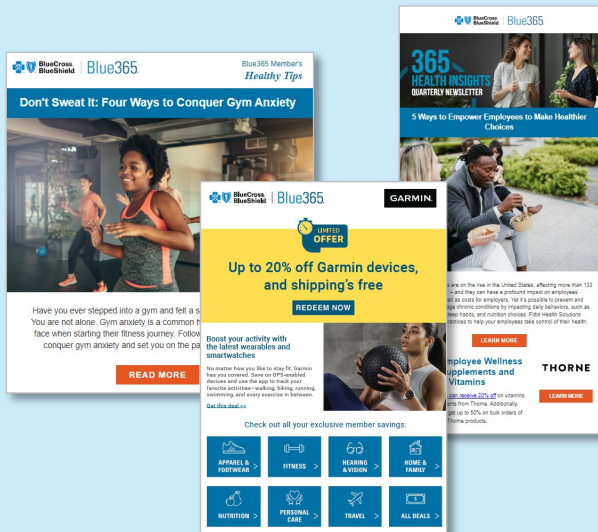 BlueCross
BlueShield
Blue365.
Blue365 Member's
Healthy Tips
Don't Sweat It: Four Ways to Conquer Gym Anxiety
Have you ever stepped into a gym and felt a s
You are not alone. Gym anxiety is a common h
face when starting their fitness journey. Follow
conquer gym anxiety and set you on the pa
READ MORE
BlueCross
BlueShield
Blue365.
GARMIN.
LIMITED
OFFER
Up to 20% off Garmin devices,
and shipping's free
REDEEM NOW
Boost your activity with
the latest wearables and
smartwatches
No matter how you like to stay fit, Garmin
has you covered. Save on GPS-enabled
devices and use the app to track your
favorite activities—walking, hiking, running,
swimming, and every exercise in between.
Get this deal >>
Check out all your exclusive member savings:
APPAREL &
FOOTWEAR >
FITNESS >
HEARING
& VISION >
HOME &
FAMILY >
NUTRITION >
PERSONAL
CARE >
TRAVEL >
ALL DEALS >
BlueCross
BlueShield
Blue365.
365
HEALTH INSIGHTS
QUARTERLY NEWSLETTER
5 Ways to Empower Employees to Make Healthier
Choices
s are on the rise in the United States, affecting more than 133
– and they can have a profound impact on employees'
ell as costs for employers. Yet it's possible to prevent and
age chronic conditions by impacting daily behaviors, such as
leep habits, and nutrition choices. Fitbit Health Solutions
ractices to help your employees take control of their health
LEARN MORE
mployee Wellness
upplements and
Vitamins
can receive 20% off on vitamins
nts from Thorne. Additionally,
get up to 50% on bulk orders of
Thorne products.
THORNE
LEARN MORE